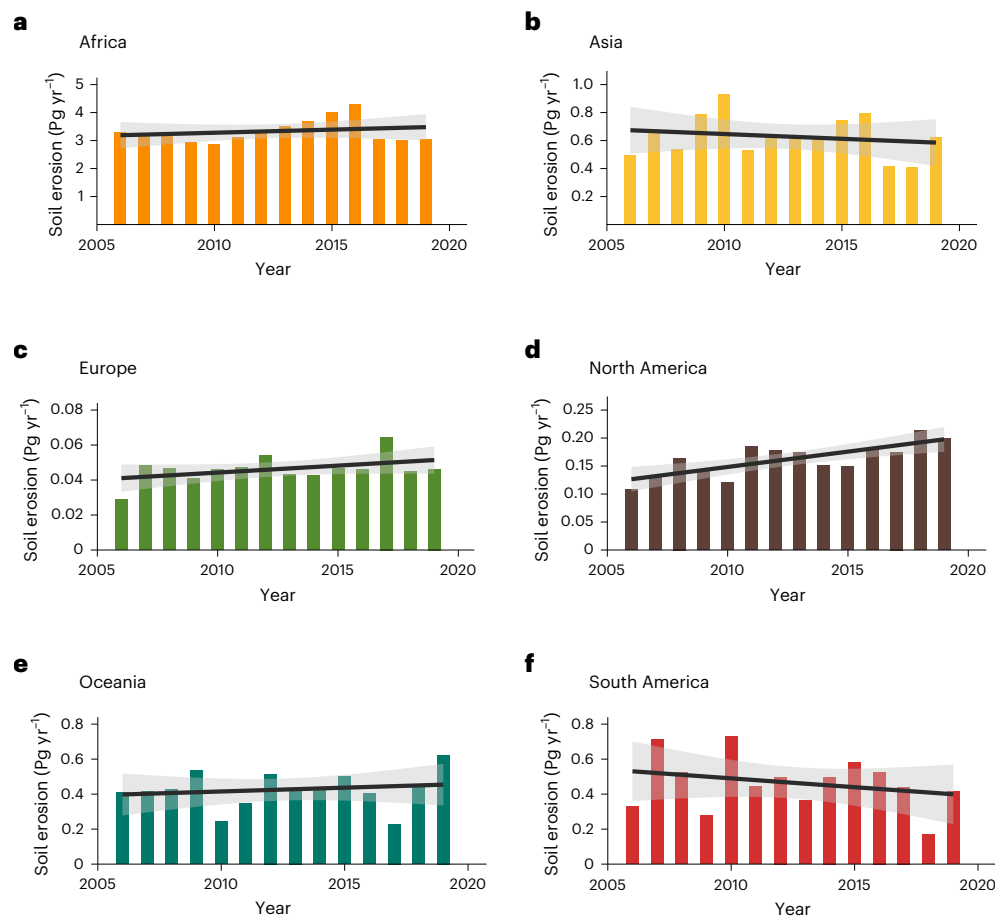 a
Africa
Soil erosion (Pg yr⁻¹)
5
4
3
2
1
2005
2010
2015
2020
Year
b
Asia
Soil erosion (Pg yr⁻¹)
1.0
0.8
0.6
0.4
0.2
2005
2010
2015
2020
Year
c
Europe
Soil erosion (Pg yr⁻¹)
0.08
0.06
0.04
0.02
0
2005
2010
2015
2020
Year
d
North America
Soil erosion (Pg yr⁻¹)
0.25
0.20
0.15
0.10
0.05
0
2005
2010
2015
2020
Year
e
Oceania
Soil erosion (Pg yr⁻¹)
0.8
0.6
0.4
0.2
0
2005
2010
2015
2020
Year
f
South America
Soil erosion (Pg yr⁻¹)
0.8
0.6
0.4
0.2
0
2005
2010
2015
2020
Year